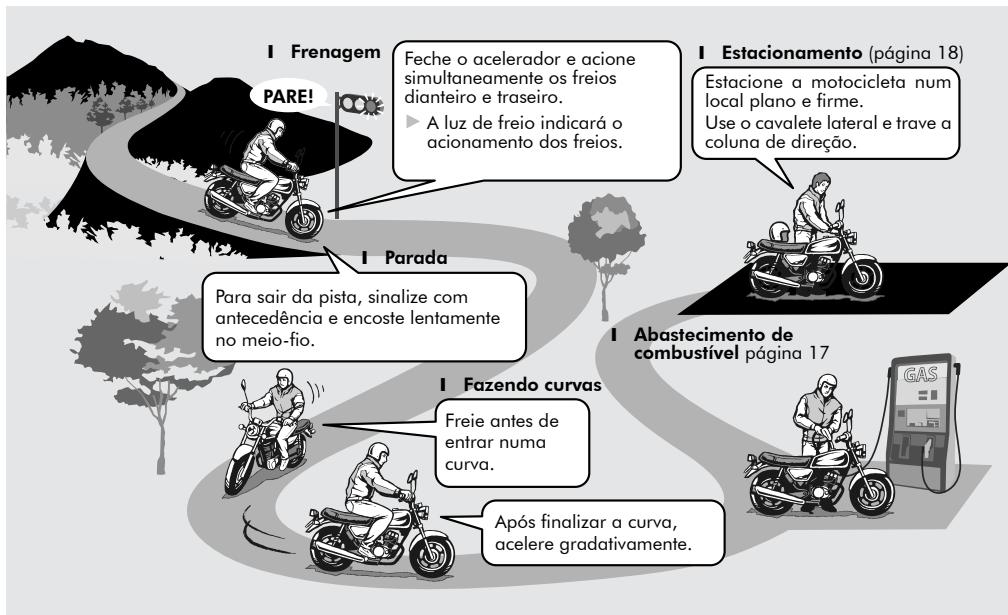 I Frenagem
PARE!
Feche o acelerador e acione
simultaneamente os freios
dianteiro e traseiro.
► A luz de freio indicará o
acionamento dos freios.
I Estacionamento (página 18)
Estacione a motocicleta num
local plano e firme.
Use o cavalete lateral e trave a
coluna de direção.
I Parada
Para sair da pista, sinalize com
antecedência e encoste lentamente
no meio-fio.
I Abastecimento de
combustível página 17
GAS
I Fazendo curvas
Freie antes de
entrar numa
curva.
Após finalizar a curva,
acelere gradativamente.